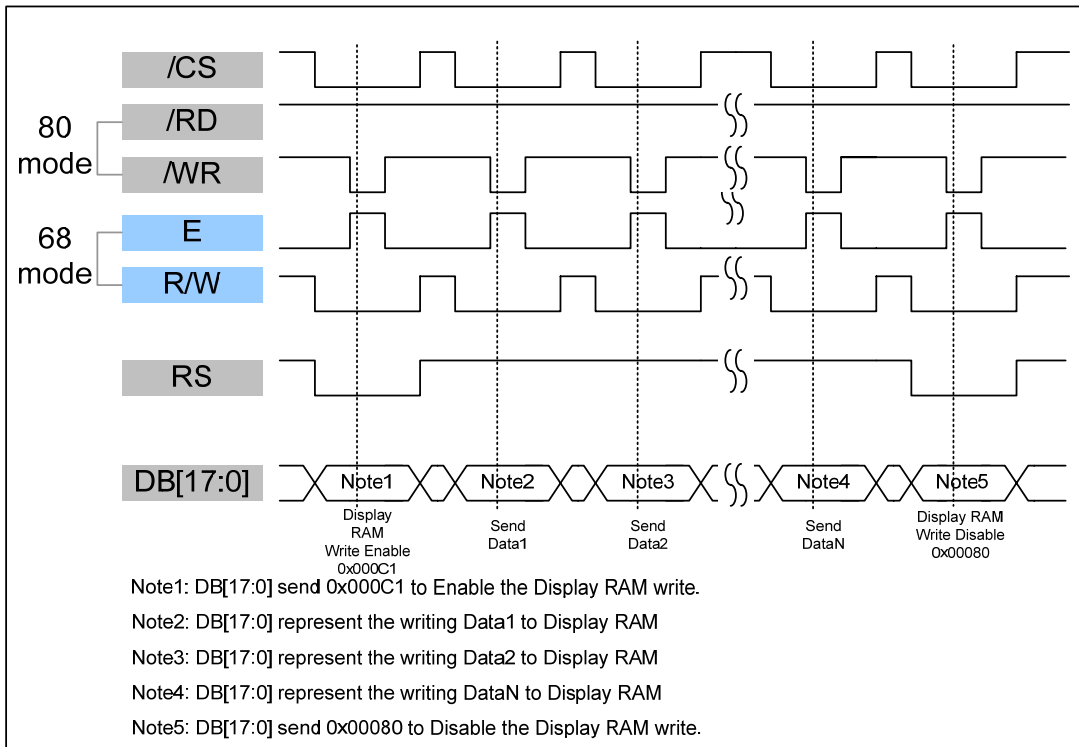 /CS
80
mode
/RD
/WR
68
mode
E
R/W
RS
DB[17:0]
Note1
Note2
Note3
Note4
Note5
Display
RAM
Write Enable
0x000C1
Send
Data1
Send
Data2
Send
DataN
Display RAM
Write Disable
0x00080
Note1: DB[17:0] send 0x000C1 to Enable the Display RAM write.
Note2: DB[17:0] represent the writing Data1 to Display RAM
Note3: DB[17:0] represent the writing Data2 to Display RAM
Note4: DB[17:0] represent the writing DataN to Display RAM
Note5: DB[17:0] send 0x00080 to Disable the Display RAM write.